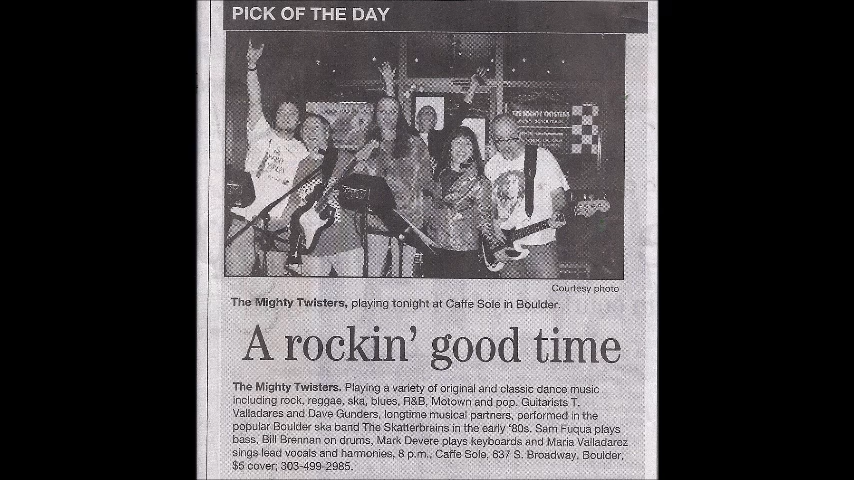 PICK OF THE DAY
THE MIGHTY TWISTERS
Courtesy photo
The Mighty Twisters, playing tonight at Caffe Sole in Boulder.
A rockin' good time
The Mighty Twisters. Playing a variety of original and classic dance music
including rock, reggae, ska, blues, R&B, Motown and pop. Guitarists T.
Valladares and Dave Gunders, longtime musical partners, performed in the
popular Boulder ska band The Skatterbrains in the early '80s. Sam Fuqua plays
bass, Bill Brennan on drums, Mark Devere plays keyboards and Maria Valladarez
sings lead vocals and harmonies, 8 p.m., Caffe Sole, 637 S. Broadway, Boulder,
$5 cover; 303-499-2985.